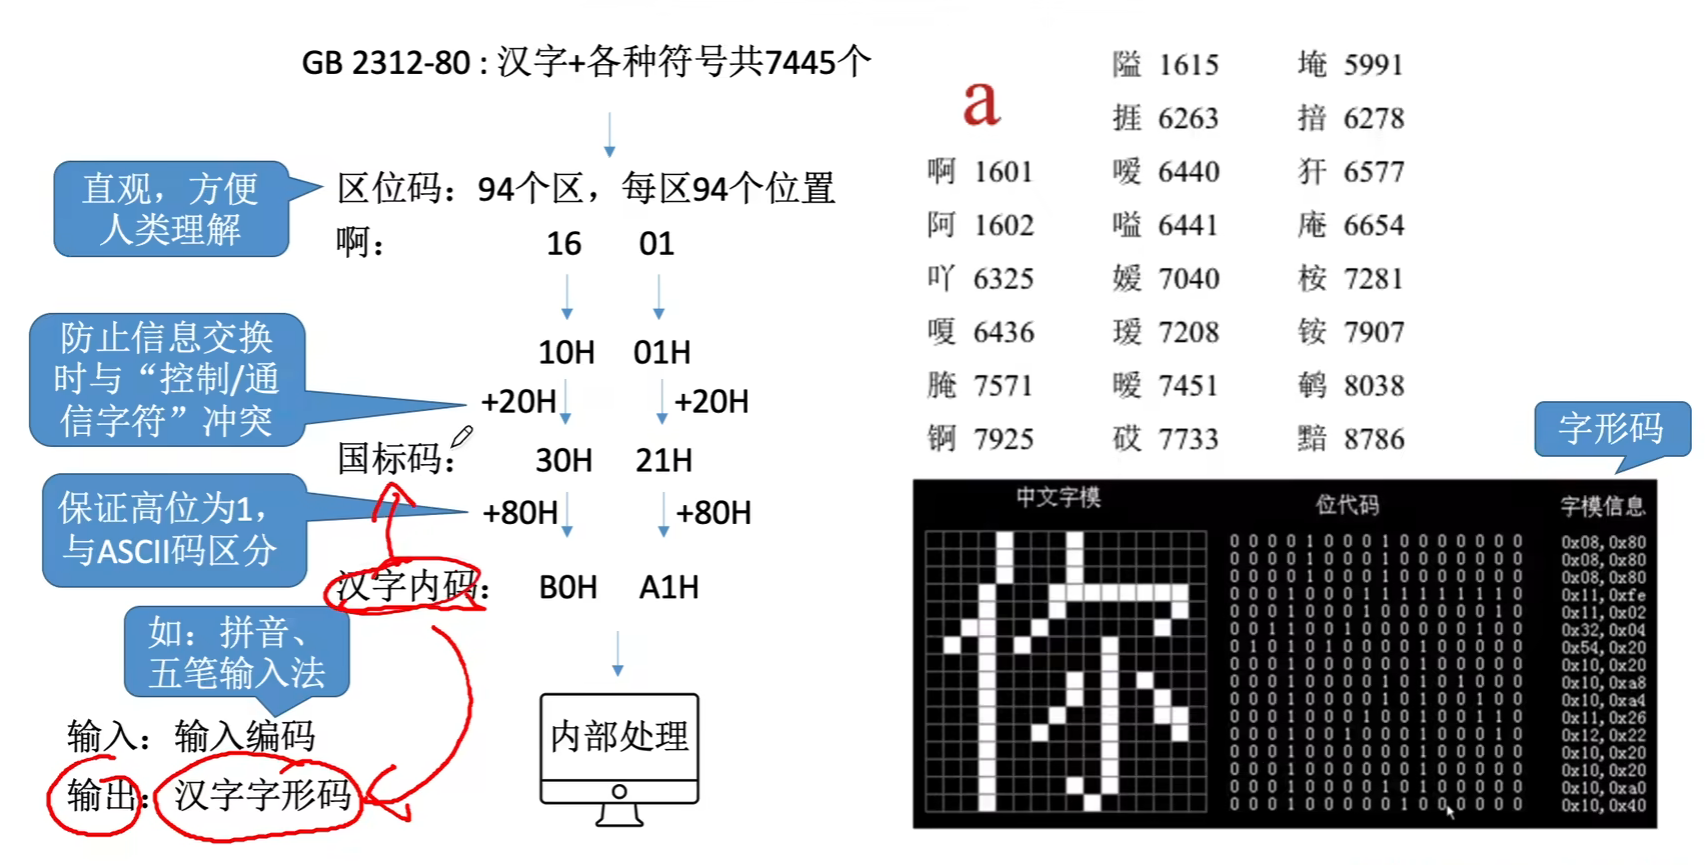 GB 2312-80 : 汉字+各种符号共7445个
直观，方便
人类理解
区位码：94个区，每区94个位置
啊： 16 01
10H 01H
防止信息交换
时与“控制/通
信字符”冲突
+20H +20H
国标码： 30H 21H
保证高位为1，
与ASCII码区分
+80H +80H
汉字内码： B0H A1H
如：拼音、
五笔输入法
输入：输入编码
输出：汉字字形码
内部处理
a
啊 1601
阿 1602
吖 6325
嗄 6436
腌 7571
锕 7925
隘 1615
捱 6263
嗳 6440
嗌 6441
嫒 7040
瑷 7208
暧 7451
砹 7733
埯 5991
揞 6278
犴 6577
庵 6654
桉 7281
铵 7907
鹌 8038
黯 8786
字形码
中文字模 位代码 字模信息
0 0 0 0 1 0 0 0 1 0 0 0 0 0 0 0 0x08,0x80
0 0 0 0 1 0 0 0 1 0 0 0 0 0 0 0 0x08,0x80
0 0 0 0 1 0 0 0 1 0 0 0 0 0 0 0 0x08,0x80
0 0 0 1 0 0 0 1 1 1 1 1 1 1 1 0 0x11,0xfe
0 0 0 1 0 0 0 1 0 0 0 0 0 0 1 0 0x11,0x02
0 0 1 1 0 0 1 0 0 0 0 0 0 1 0 0 0x32,0x04
0 1 0 1 0 1 0 0 0 0 1 0 0 0 0 0 0x54,0x20
0 0 0 1 0 0 0 0 0 0 1 0 0 0 0 0 0x10,0x20
0 0 0 1 0 0 0 0 1 0 1 0 1 0 0 0 0x10,0xa8
0 0 0 1 0 0 0 0 1 0 1 0 0 1 0 0 0x10,0xa4
0 0 0 1 0 0 0 1 0 0 1 0 0 1 1 0 0x11,0x26
0 0 0 1 0 0 1 0 0 0 1 0 0 0 1 0 0x12,0x22
0 0 0 1 0 0 0 0 0 0 1 0 0 0 0 0 0x10,0x20
0 0 0 1 0 0 0 0 0 0 1 0 0 0 0 0 0x10,0x20
0 0 0 1 0 0 0 0 1 0 1 0 0 0 0 0 0x10,0xa0
0 0 0 1 0 0 0 0 0 1 0 0 0 0 0 0 0x10,0x40